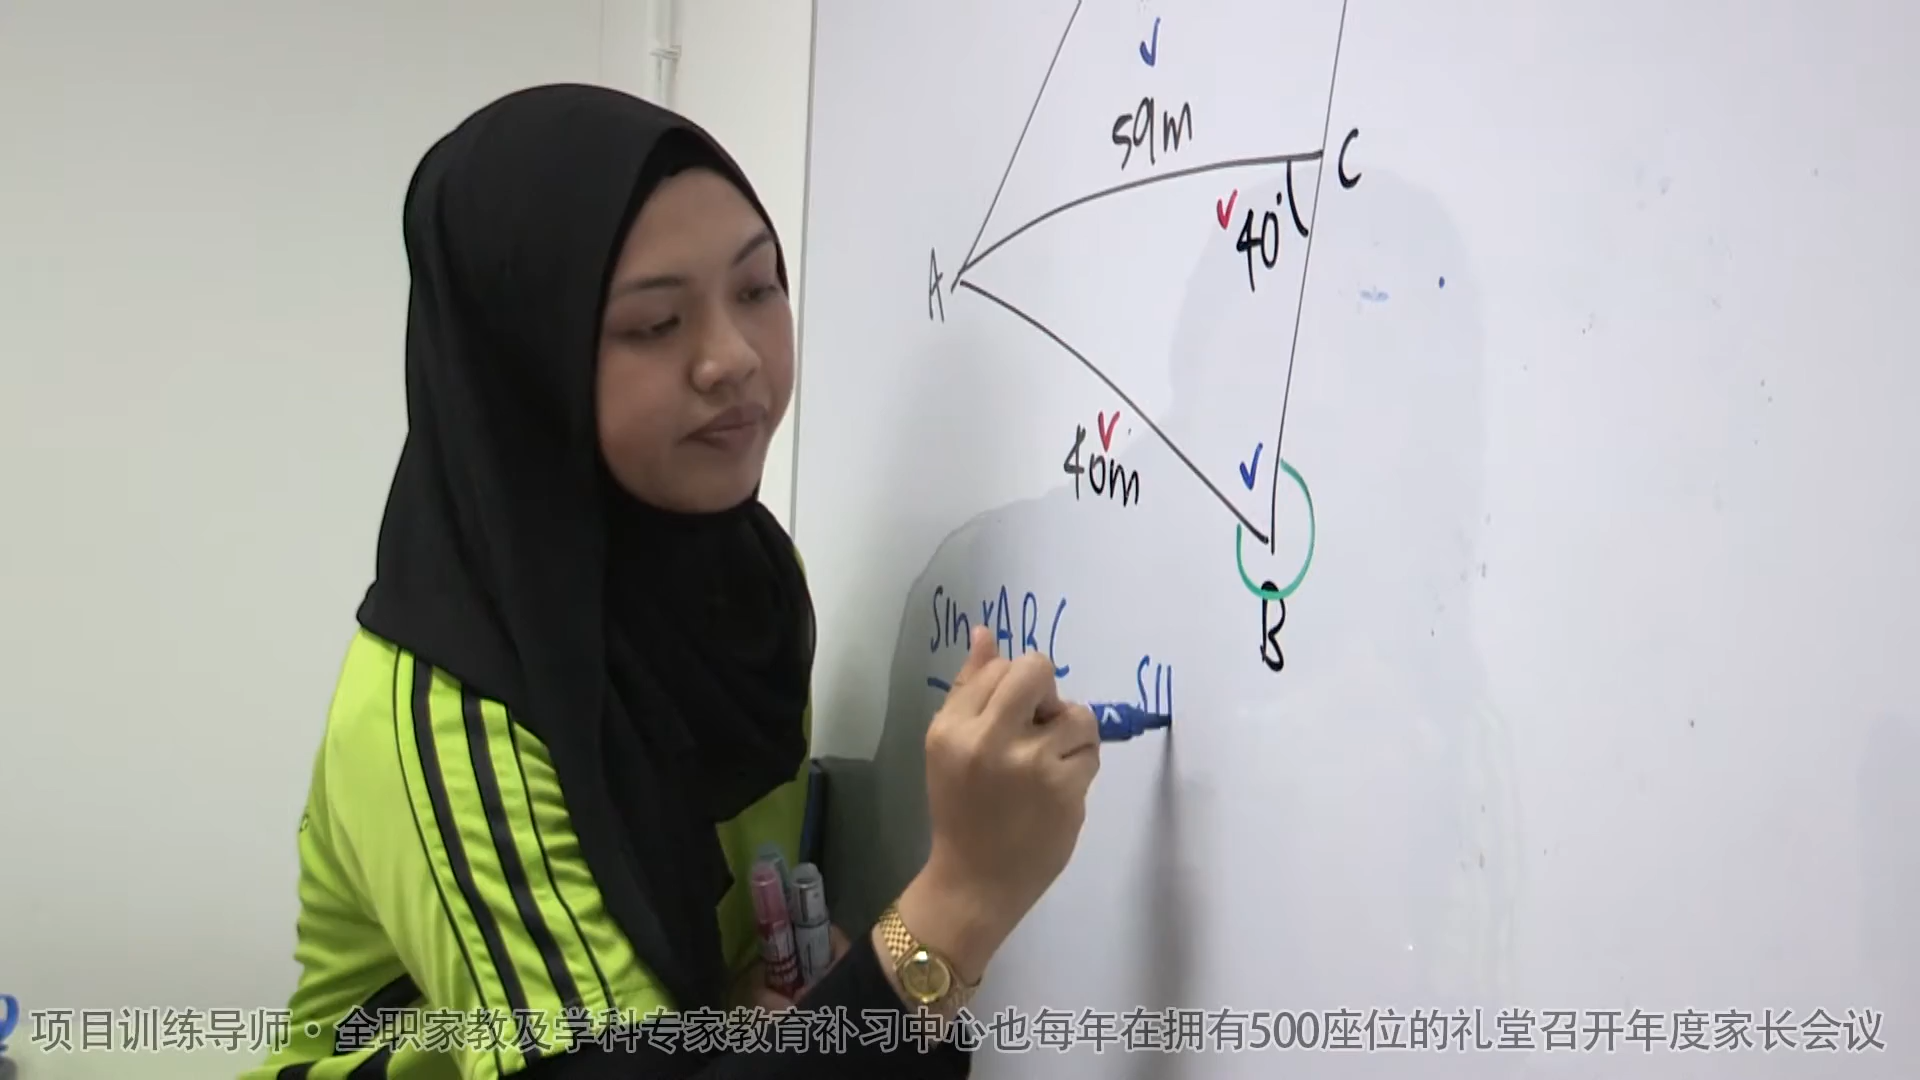 59m
C
40°
A
40m
B
sin ∡ABC
sin
项目训练导师·全职家教及学科专家教育补习中心也每年在拥有500座位的礼堂召开年度家长会议